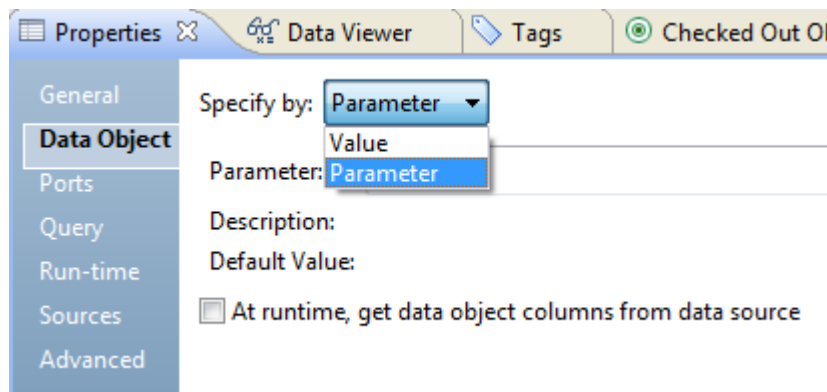 Properties Data Viewer Tags Checked Out
General
Specify by: Parameter
Data Object
Value
Parameter: Parameter
Ports
Description:
Query
Default Value:
Run-time
At runtime, get data object columns from data source
Sources
Advanced